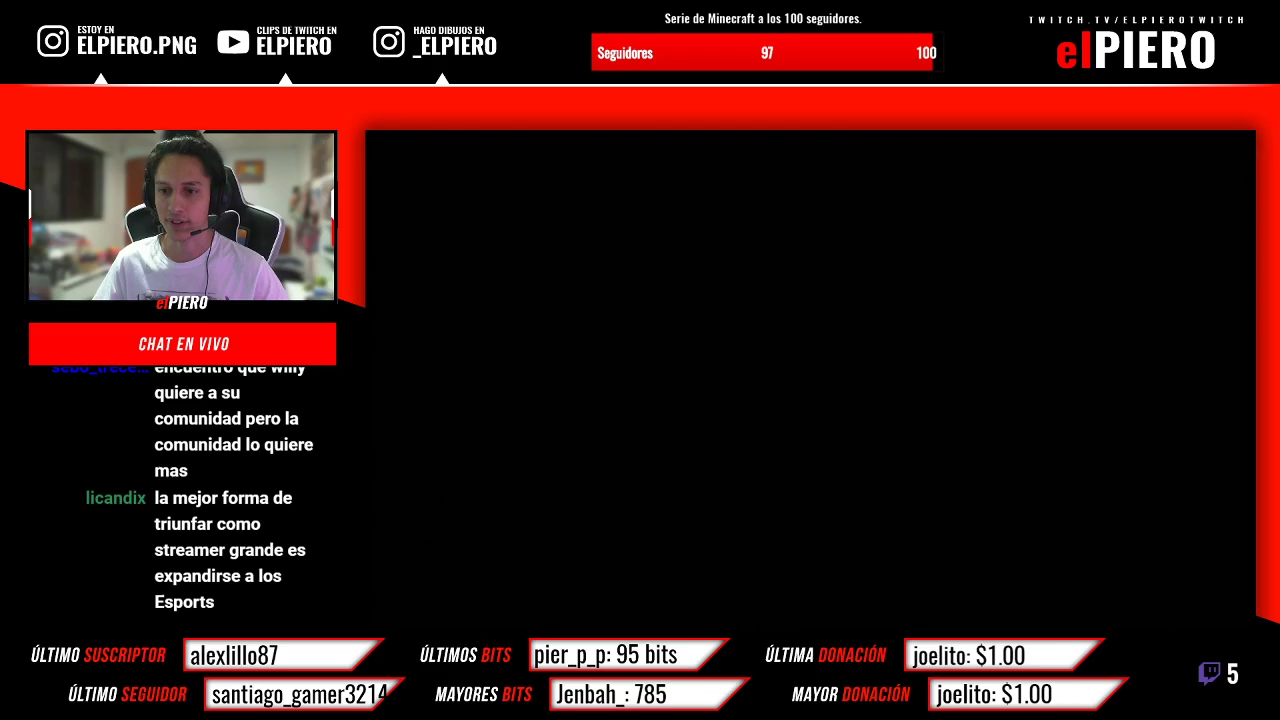 ESTOY EN
ELPIERO.PNG
CLIPS DE TWITCH EN
ELPIERO
HAGO DIBUJOS EN
_ELPIERO
Serie de Minecraft a los 100 seguidores.
Seguidores 97 100
TWITCH.TV/ELPIEROTWITCH
elPIERO
elPIERO
CHAT EN VIVO
sebo_trece... encuentro que willy
quiere a su
comunidad pero la
comunidad lo quiere
mas
licandix la mejor forma de
triunfar como
streamer grande es
expandirse a los
Esports
ÚLTIMO SUSCRIPTOR alexlillo87
ÚLTIMOS BITS pier_p_p: 95 bits
ÚLTIMA DONACIÓN joelito: $1.00
ÚLTIMO SEGUIDOR santiago_gamer3214
MAYORES BITS Jenbah_: 785
MAYOR DONACIÓN joelito: $1.00
5